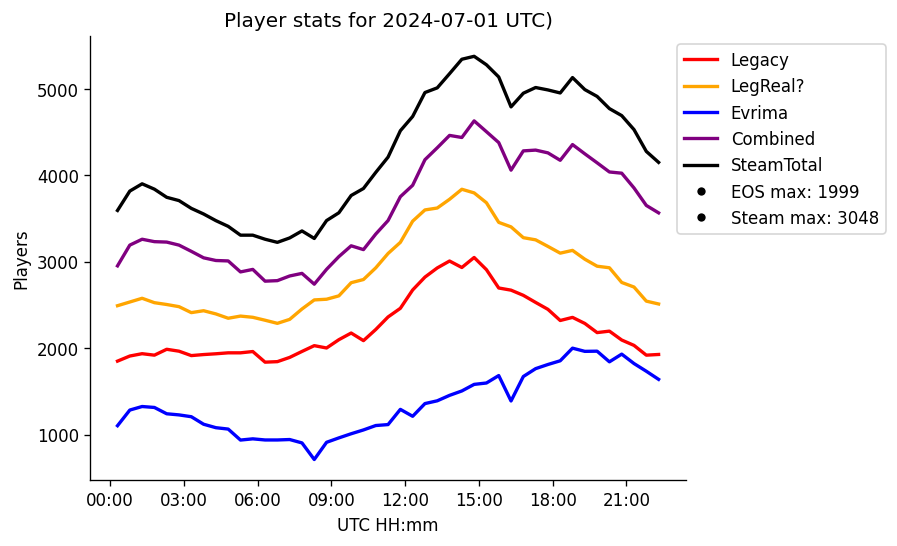 Player stats for 2024-07-01 UTC)
Players
5000
4000
3000
2000
1000
00:00 03:00 06:00 09:00 12:00 15:00 18:00 21:00
UTC HH:mm
Legacy
LegReal?
Evrima
Combined
SteamTotal
EOS max: 1999
Steam max: 3048